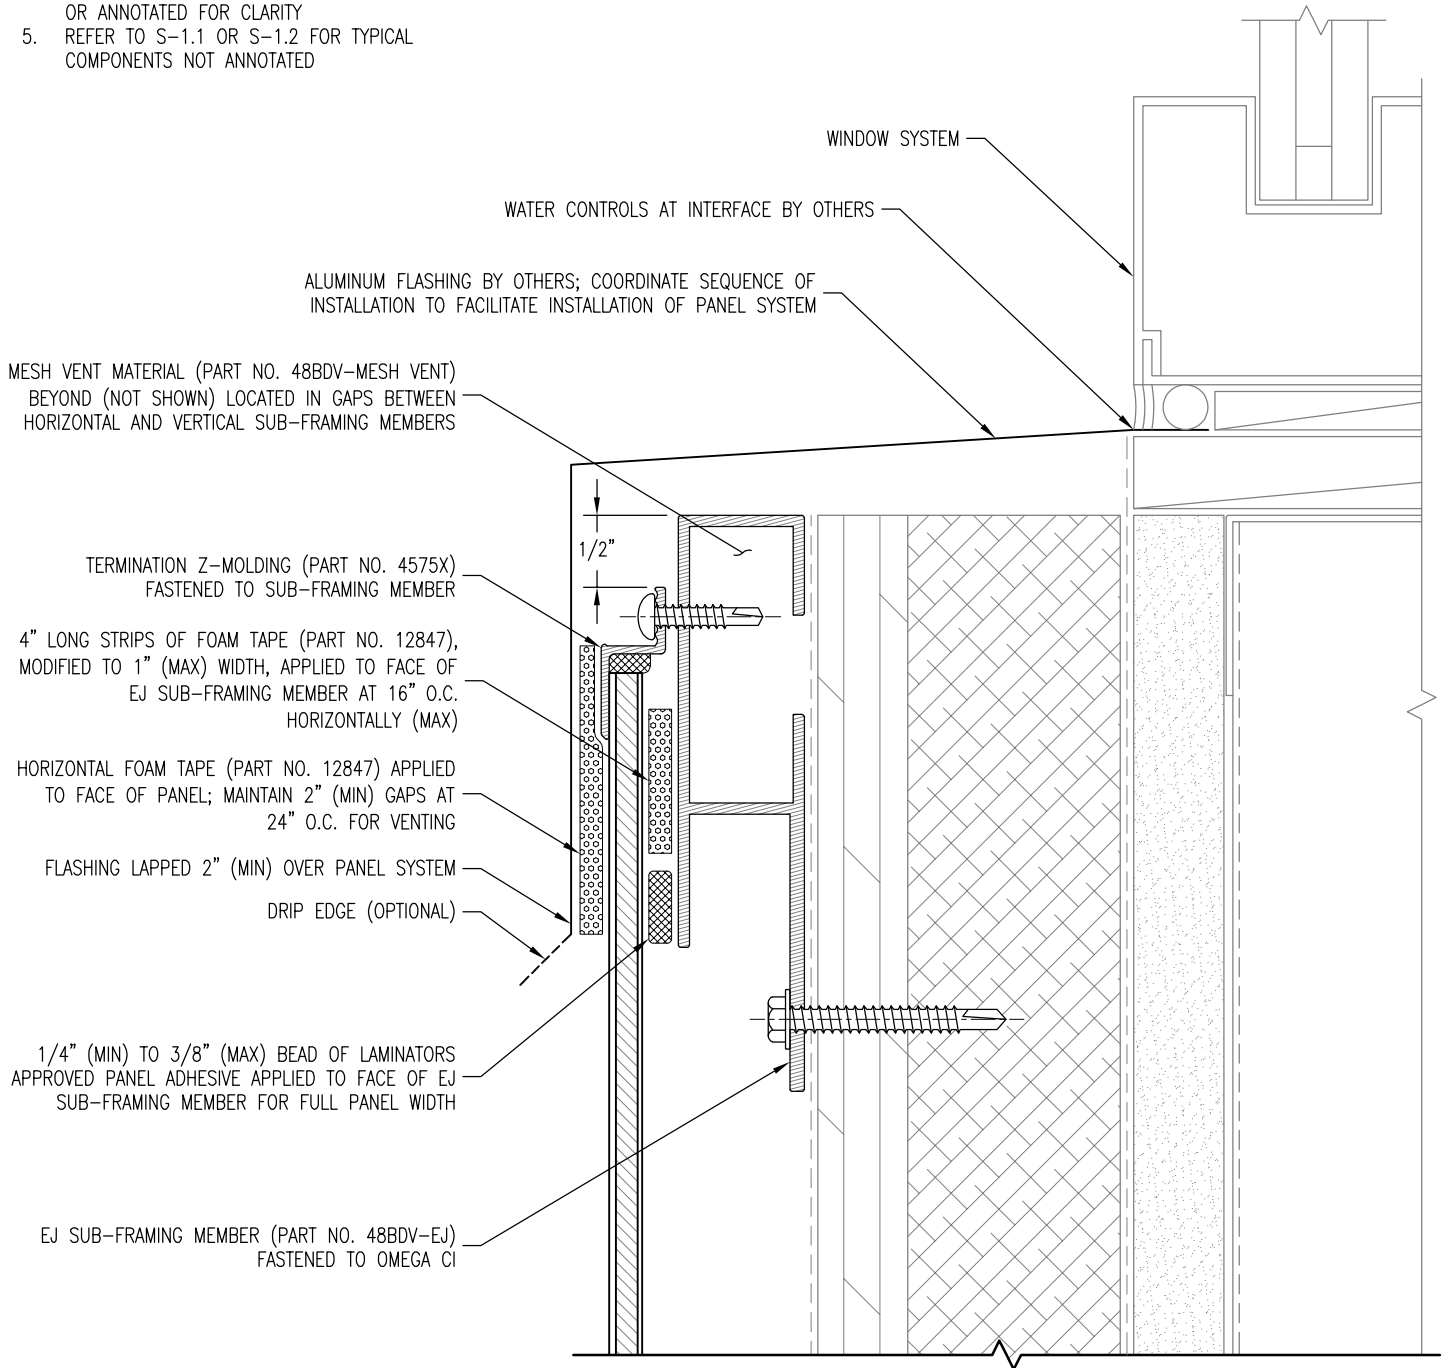 OR ANNOTATED FOR CLARITY
5. REFER TO S-1.1 OR S-1.2 FOR TYPICAL
COMPONENTS NOT ANNOTATED
WINDOW SYSTEM
WATER CONTROLS AT INTERFACE BY OTHERS
ALUMINUM FLASHING BY OTHERS; COORDINATE SEQUENCE OF
INSTALLATION TO FACILITATE INSTALLATION OF PANEL SYSTEM
MESH VENT MATERIAL (PART NO. 48BDV-MESH VENT)
BEYOND (NOT SHOWN) LOCATED IN GAPS BETWEEN
HORIZONTAL AND VERTICAL SUB-FRAMING MEMBERS
1/2"
TERMINATION Z-MOLDING (PART NO. 4575X)
FASTENED TO SUB-FRAMING MEMBER
4" LONG STRIPS OF FOAM TAPE (PART NO. 12847),
MODIFIED TO 1" (MAX) WIDTH, APPLIED TO FACE OF
EJ SUB-FRAMING MEMBER AT 16" O.C.
HORIZONTALLY (MAX)
HORIZONTAL FOAM TAPE (PART NO. 12847) APPLIED
TO FACE OF PANEL; MAINTAIN 2" (MIN) GAPS AT
24" O.C. FOR VENTING
FLASHING LAPPED 2" (MIN) OVER PANEL SYSTEM
DRIP EDGE (OPTIONAL)
1/4" (MIN) TO 3/8" (MAX) BEAD OF LAMINATORS
APPROVED PANEL ADHESIVE APPLIED TO FACE OF EJ
SUB-FRAMING MEMBER FOR FULL PANEL WIDTH
EJ SUB-FRAMING MEMBER (PART NO. 48BDV-EJ)
FASTENED TO OMEGA CI